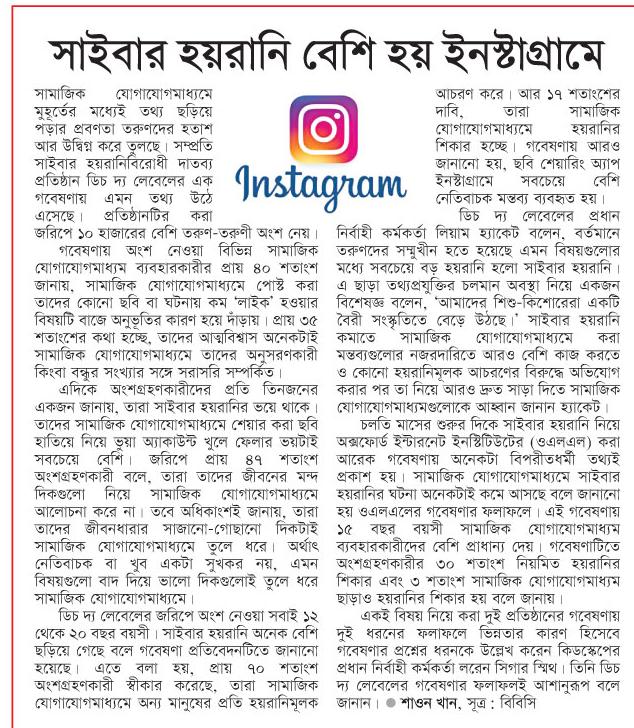 সাইবার হয়রানি বেশি হয় ইনস্টাগ্রামে
সামাজিক যোগাযোগমাধ্যমে
মুহূর্তের মধ্যেই তথ্য ছড়িয়ে
পড়ার প্রবণতা তরুণদের হতাশ
আর উদ্বিগ্ন করে তুলছে। সম্প্রতি
সাইবার হয়রানিবিরোধী দাতব্য
প্রতিষ্ঠান ডিচ দ্য লেবেলের এক
গবেষণায় এমন তথ্য উঠে
এসেছে। প্রতিষ্ঠানটির করা
জরিপে ১০ হাজারের বেশি তরুণ-তরুণী অংশ নেয়।
গবেষণায় অংশ নেওয়া বিভিন্ন সামাজিক
যোগাযোগমাধ্যম ব্যবহারকারীর প্রায় ৪০ শতাংশ
জানায়, সামাজিক যোগাযোগমাধ্যমে পোস্ট করা
তাদের কোনো ছবি বা ঘটনায় কম ‘লাইক’ হওয়ার
বিষয়টি বাজে অনুভূতির কারণ হয়ে দাঁড়ায়। প্রায় ৩৫
শতাংশের কথা হচ্ছে, তাদের আত্মবিশ্বাস অনেকটাই
সামাজিক যোগাযোগমাধ্যমে তাদের অনুসরণকারী
কিংবা বন্ধুর সংখ্যার সঙ্গে সরাসরি সম্পর্কিত।
এদিকে অংশগ্রহণকারীদের প্রতি তিনজনের
একজন জানায়, তারা সাইবার হয়রানির ভয়ে থাকে।
তাদের সামাজিক যোগাযোগমাধ্যমে শেয়ার করা ছবি
হাতিয়ে নিয়ে ভুয়া অ্যাকাউন্ট খুলে ফেলার ভয়টাই
সবচেয়ে বেশি। জরিপে প্রায় ৪৭ শতাংশ
অংশগ্রহণকারী বলে, তারা তাদের জীবনের মন্দ
দিকগুলো নিয়ে সামাজিক যোগাযোগমাধ্যমে
আলোচনা করে না। তবে অধিকাংশই জানায়, তারা
তাদের জীবনধারার সাজানো-গোছানো দিকটাই
সামাজিক যোগাযোগমাধ্যমে তুলে ধরে। অর্থাৎ
নেতিবাচক বা খুব একটা সুখকর নয়, এমন
বিষয়গুলো বাদ দিয়ে ভালো দিকগুলোই তুলে ধরে
সামাজিক যোগাযোগমাধ্যমে।
ডিচ দ্য লেবেলের জরিপে অংশ নেওয়া সবাই ১২
থেকে ২০ বছর বয়সী। সাইবার হয়রানি অনেক বেশি
ছড়িয়ে গেছে বলে গবেষণা প্রতিবেদনটিতে জানানো
হয়েছে। এতে বলা হয়, প্রায় ৭০ শতাংশ
অংশগ্রহণকারী স্বীকার করেছে, তারা সামাজিক
যোগাযোগমাধ্যমে অন্য মানুষের প্রতি হয়রানিমূলক
Instagram
আচরণ করে। আর ১৭ শতাংশের
দাবি, তারা সামাজিক
যোগাযোগমাধ্যমে হয়রানির
শিকার হচ্ছে। গবেষণায় আরও
জানানো হয়, ছবি শেয়ারিং অ্যাপ
ইনস্টাগ্রামে সবচেয়ে বেশি
নেতিবাচক মন্তব্য ব্যবহৃত হয়।
ডিচ দ্য লেবেলের প্রধান
নির্বাহী কর্মকর্তা লিয়াম হ্যাকেট বলেন, বর্তমানে
তরুণদের সম্মুখীন হতে হয়েছে এমন বিষয়গুলোর
মধ্যে সবচেয়ে বড় হয়রানি হলো সাইবার হয়রানি।
এ ছাড়া তথ্যপ্রযুক্তির চলমান অবস্থা নিয়ে একজন
বিশেষজ্ঞ বলেন, ‘আমাদের শিশু-কিশোরেরা একটি
বৈরী সংস্কৃতিতে বেড়ে উঠছে।’ সাইবার হয়রানি
কমাতে সামাজিক যোগাযোগমাধ্যমে করা
মন্তব্যগুলোর নজরদারিতে আরও বেশি কাজ করতে
ও কোনো হয়রানিমূলক আচরণের বিরুদ্ধে অভিযোগ
করার পর তা নিয়ে আরও দ্রুত সাড়া দিতে সামাজিক
যোগাযোগমাধ্যমগুলোকে আহ্বান জানান হ্যাকেট।
চলতি মাসের শুরুর দিকে সাইবার হয়রানি নিয়ে
অক্সফোর্ড ইন্টারনেট ইনস্টিটিউটের (ওএলএল) করা
আরেক গবেষণায় অনেকটা বিপরীতধর্মী তথ্যই
প্রকাশ হয়। সামাজিক যোগাযোগমাধ্যমে সাইবার
হয়রানির ঘটনা অনেকটাই কমে আসছে বলে জানানো
হয় ওএলএলের গবেষণার ফলাফলে। এই গবেষণায়
১৫ বছর বয়সী সামাজিক যোগাযোগমাধ্যম
ব্যবহারকারীদের বেশি প্রাধান্য দেয়। গবেষণাটিতে
অংশগ্রহণকারীর ৩০ শতাংশ নিয়মিত হয়রানির
শিকার এবং ৩ শতাংশ সামাজিক যোগাযোগমাধ্যম
ছাড়াও হয়রানির শিকার হয় বলে জানায়।
একই বিষয় নিয়ে করা দুই প্রতিষ্ঠানের গবেষণায়
দুই ধরনের ফলাফলে ভিন্নতার কারণ হিসেবে
গবেষণার প্রশ্নের ধরনকে উল্লেখ করেন কিডস্কেপের
প্রধান নির্বাহী কর্মকর্তা লরেন সিগার স্মিথ। তিনি ডিচ
দ্য লেবেলের গবেষণার ফলাফলই আশানুরূপ বলে
জানান। ● শাওন খান, সূত্র : বিবিসি